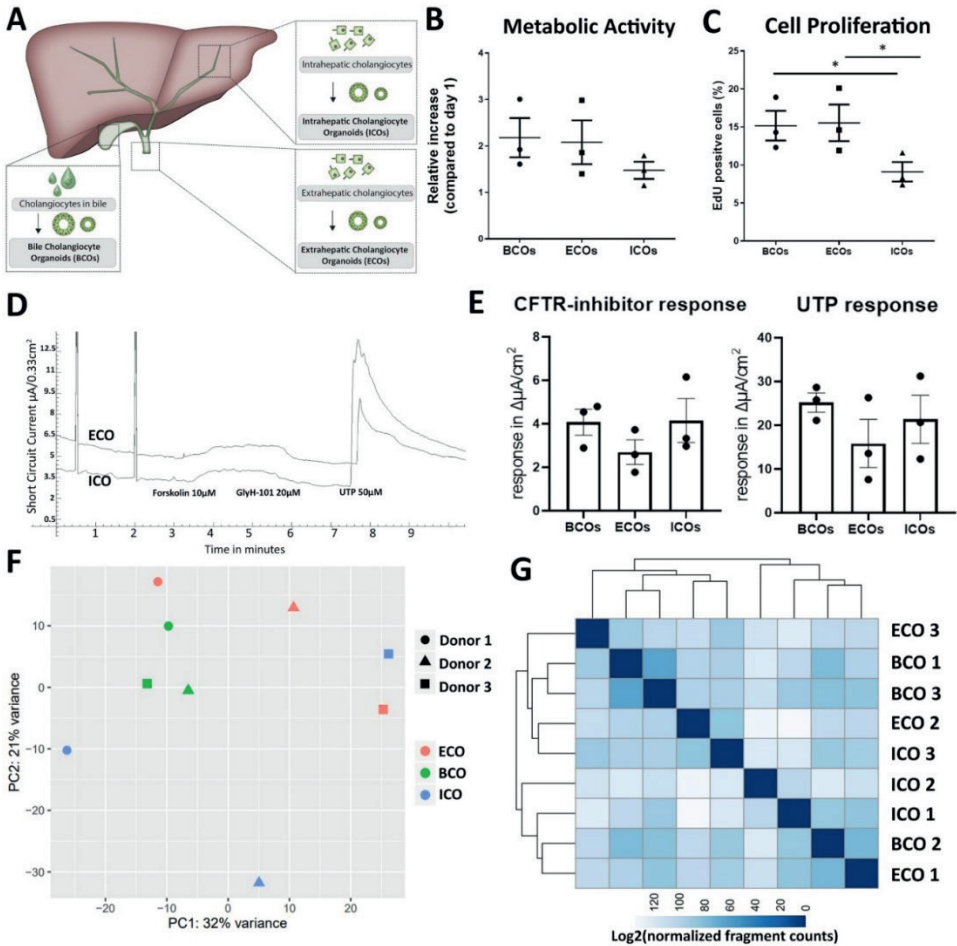 A
Intrahepatic cholangiocytes
Intrahepatic Cholangiocyte
Organoids (ICOs)
Cholangiocytes in bile
Bile Cholangiocyte
Organoids (BCOs)
Extrahepatic cholangiocytes
Extrahepatic Cholangiocyte
Organoids (ECOs)
B
Metabolic Activity
Relative increase
(compared to day 1)
4
3
2
1
0
BCOs
ECOs
ICOs
C
Cell Proliferation
*
*
EdU possitve cells (%)
20
15
10
5
0
BCOs
ECOs
ICOs
D
Short Circuit Current µA/0.33cm²
12.5
10.5
8.5
6.5
4.5
2.5
0.5
ECO
ICO
Forskolin 10µM
GlyH-101 20µM
UTP 50µM
1 2 3 4 5 6 7 8 9
Time in minutes
E
CFTR-inhibitor response
response in ΔµA/cm²
8
6
4
2
0
BCOs
ECOs
ICOs
UTP response
response in ΔµA/cm²
40
30
20
10
0
BCOs
ECOs
ICOs
F
PC2: 21% variance
10
0
−10
−20
−30
−20
−10
0
10
20
PC1: 32% variance
Donor 1
Donor 2
Donor 3
ECO
BCO
ICO
G
ECO 3
BCO 1
BCO 3
ECO 2
ICO 3
ICO 2
ICO 1
BCO 2
ECO 1
120
100
80
60
40
20
0
Log2(normalized fragment counts)